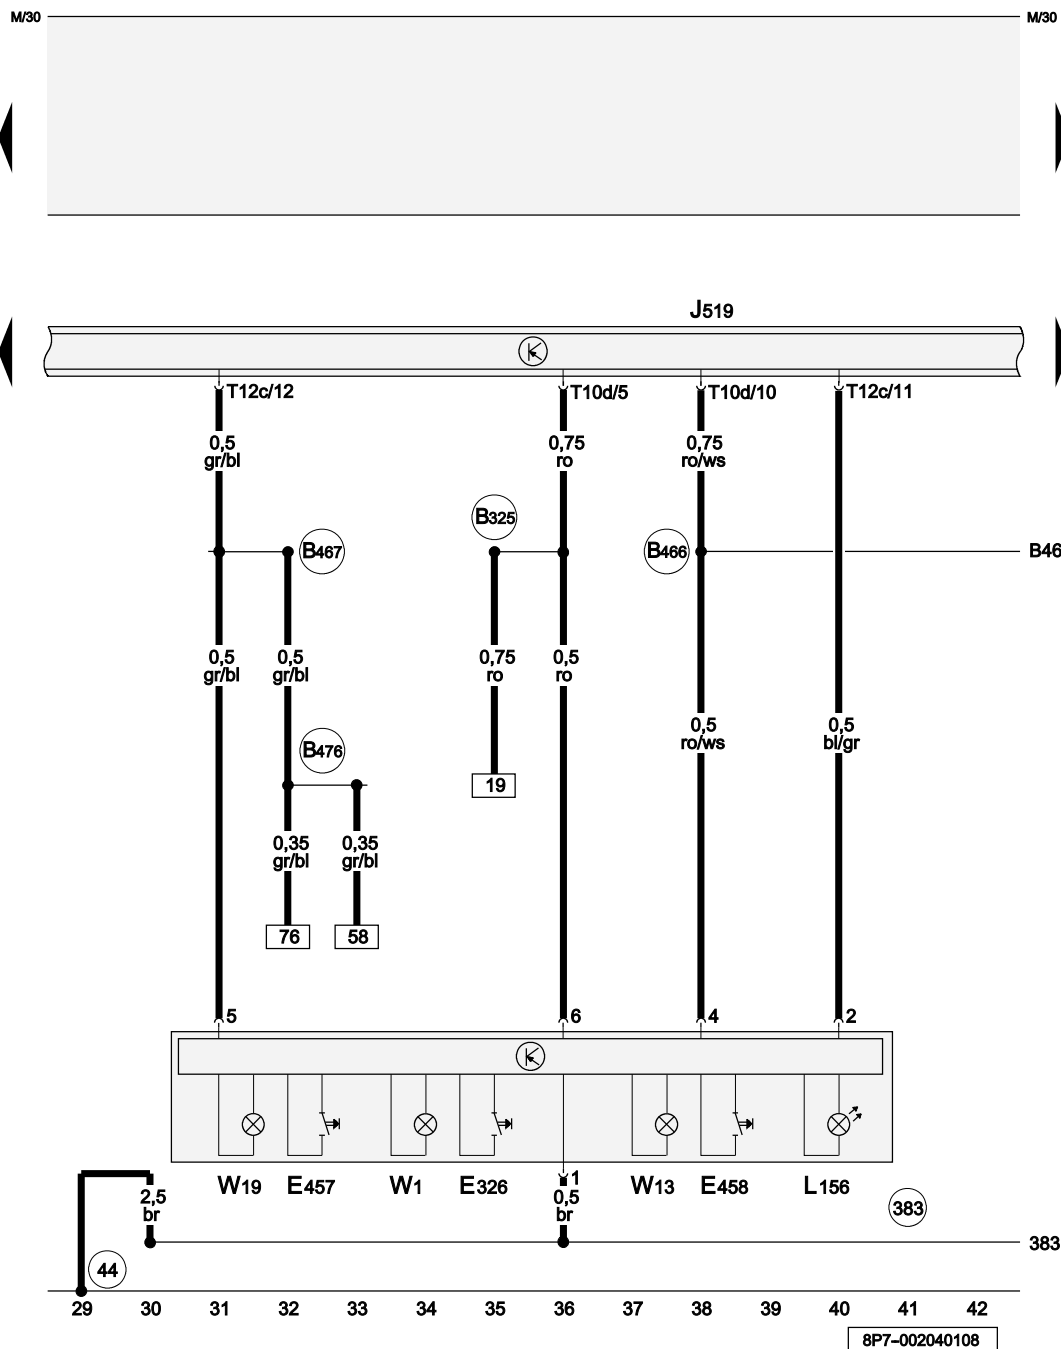 M/30 M/30
J519
T12c/12 T10d/5 T10d/10 T12c/11
0,5 0,75 0,75
gr/bl ro ro/ws
B325
B467 B466 B46
0,5 0,5 0,75 0,5
gr/bl gr/bl ro ro
0,5 0,5
ro/ws bl/gr
B476
19
0,35 0,35
gr/bl gr/bl
76 58
5 6 4 2
W19 E457 W1 E326 1 W13 E458 L156
2,5 0,5 383
br br
383
44
29 30 31 32 33 34 35 36 37 38 39 40 41 42
8P7-002040108